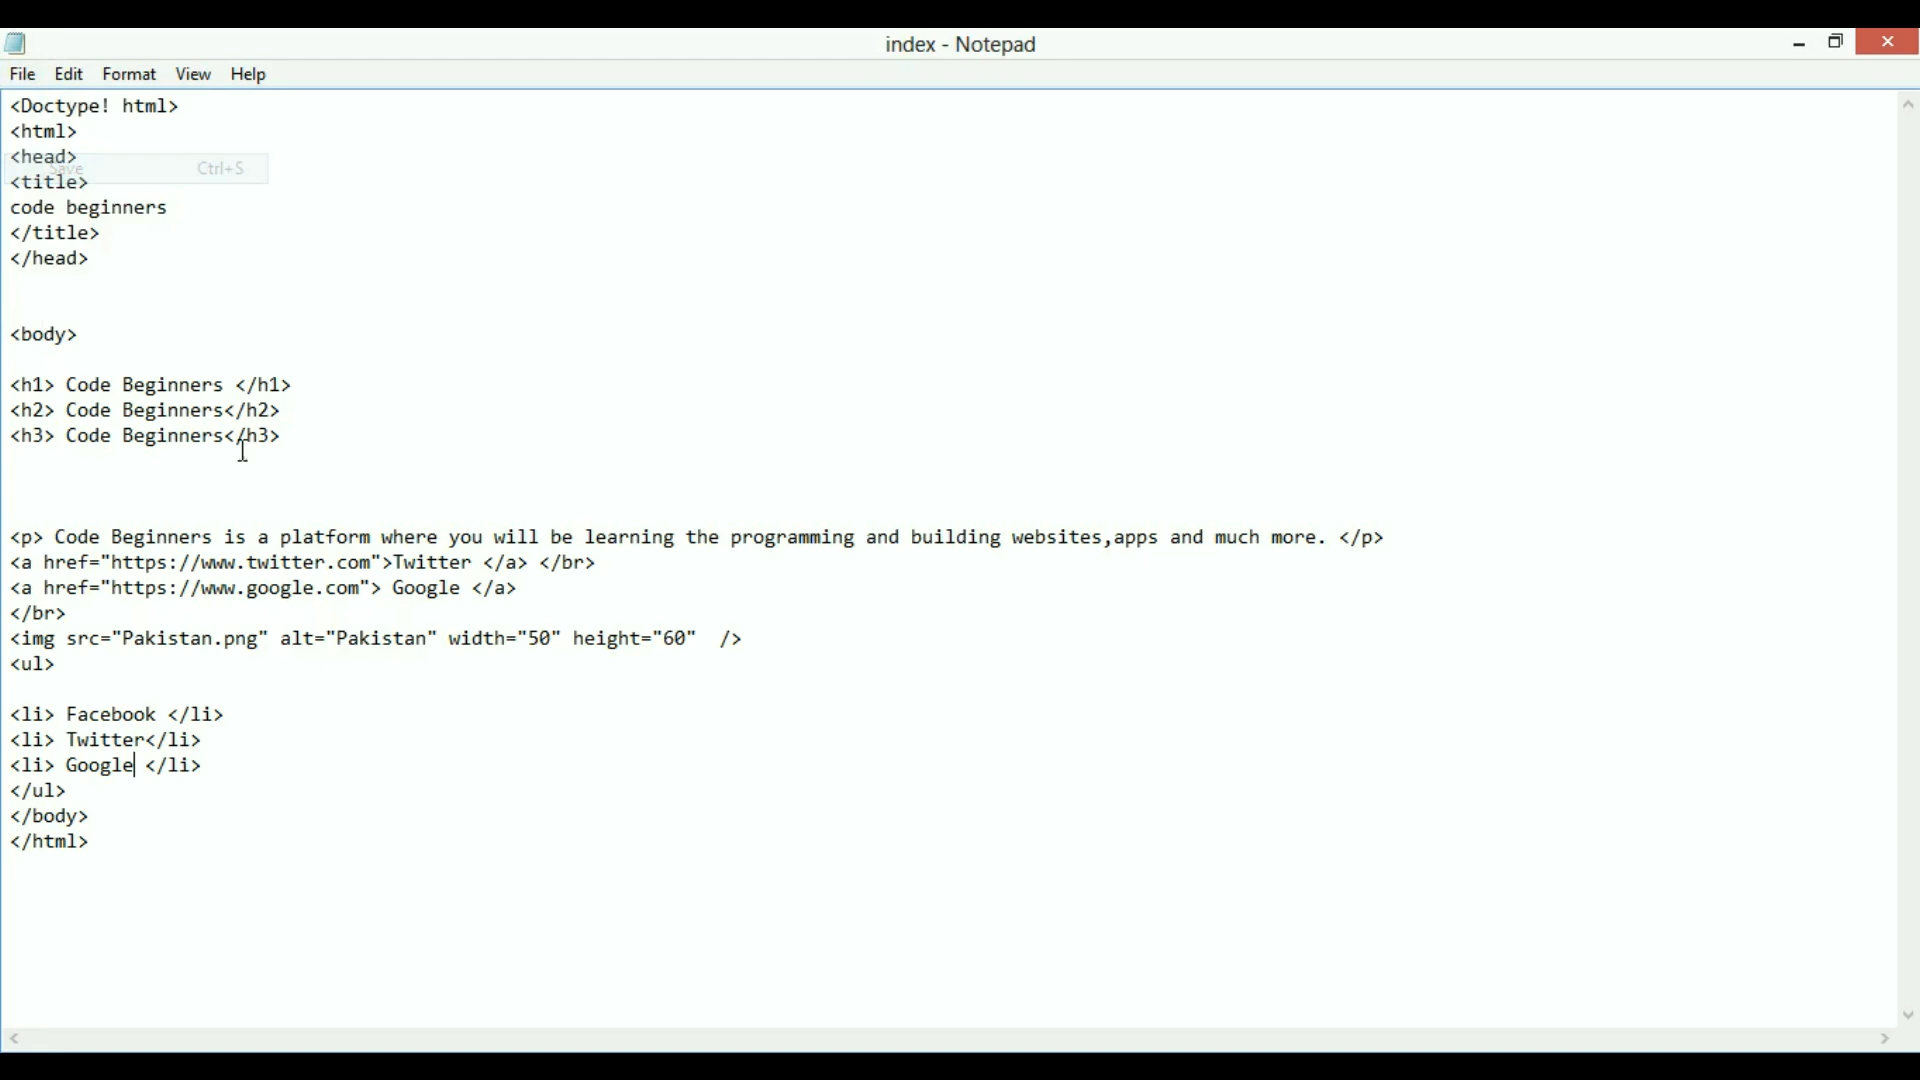 index - Notepad
File Edit Format View Help
<Doctype! html>
<html>
<head>
Save Ctrl+S
<title>
code beginners
</title>
</head>
<body>
<h1> Code Beginners </h1>
<h2> Code Beginners</h2>
<h3> Code Beginners</h3>
<p> Code Beginners is a platform where you will be learning the programming and building websites,apps and much more. </p>
<a href="https://www.twitter.com">Twitter </a> </br>
<a href="https://www.google.com"> Google </a>
</br>
<img src="Pakistan.png" alt="Pakistan" width="50" height="60"  />
<ul>
<li> Facebook </li>
<li> Twitter</li>
<li> Google </li>
</ul>
</body>
</html>